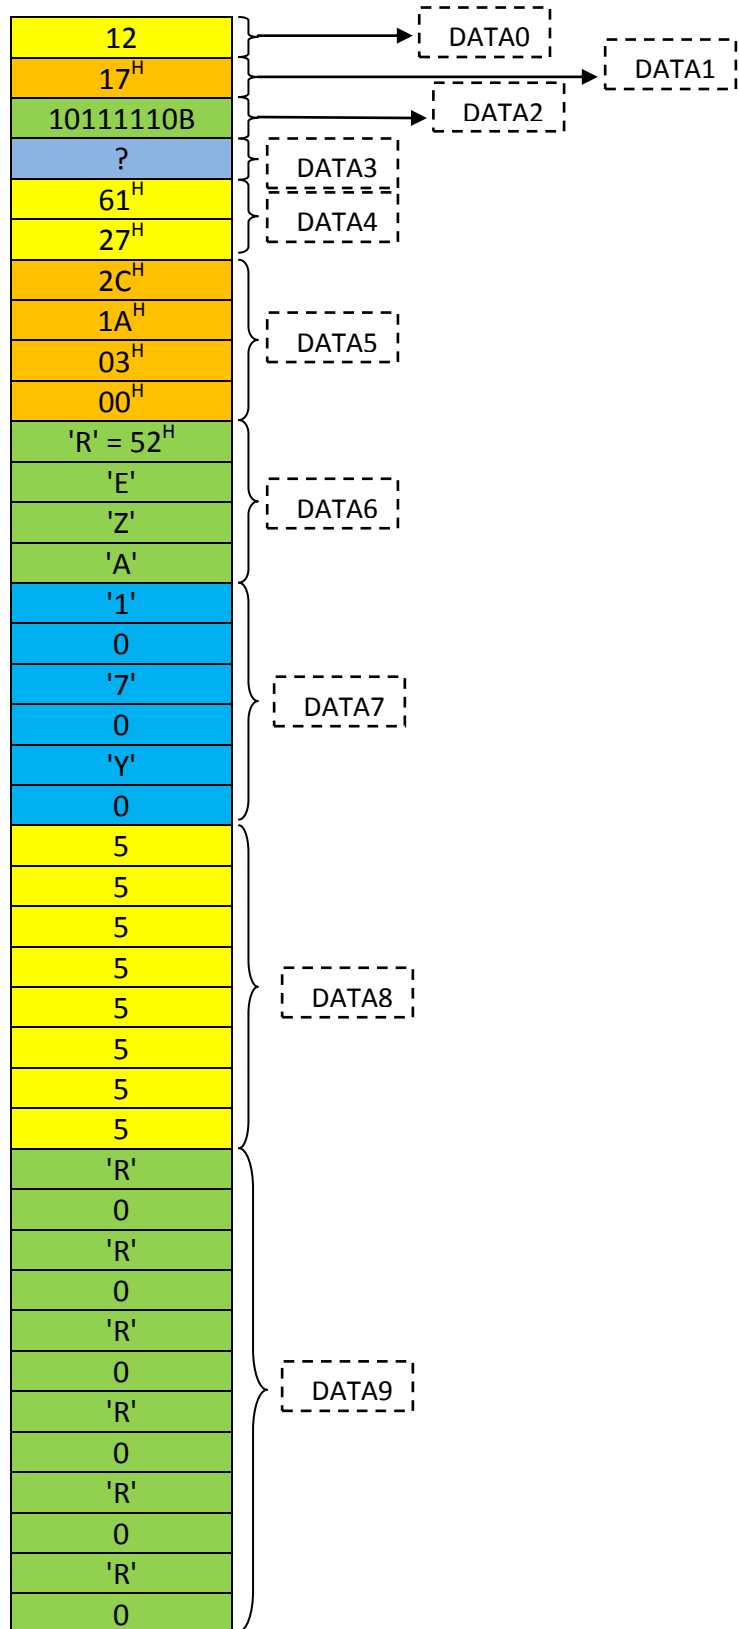 12
DATA0
17H
DATA1
10111110B
DATA2
?
DATA3
61H
DATA4
27H
2CH
1AH
DATA5
03H
00H
'R' = 52H
'E'
DATA6
'Z'
'A'
'1'
0
'7'
DATA7
0
'Y'
0
5
5
5
5
DATA8
5
5
5
5
'R'
0
'R'
0
'R'
0
DATA9
'R'
0
'R'
0
'R'
0